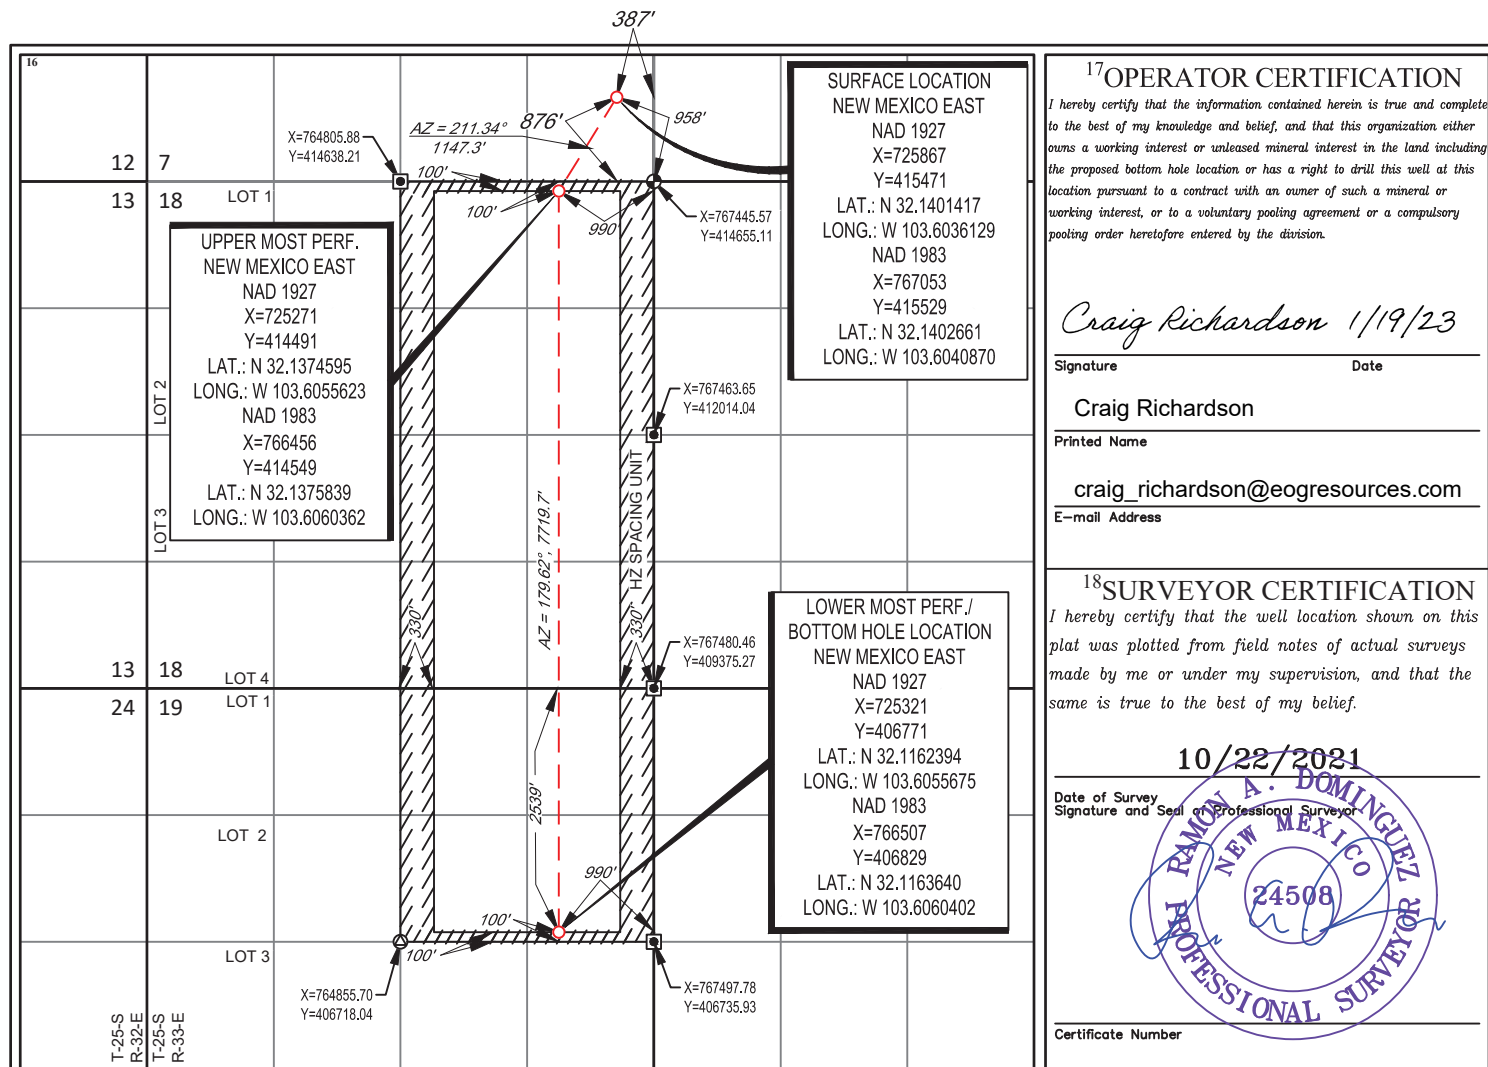 387'
16
X=764805.88
Y=414638.21
AZ = 211.34°
1147.3'
876'
958'
100'
100'
990'
12 7
13 18
LOT 1
X=767445.57
Y=414655.11
SURFACE LOCATION
NEW MEXICO EAST
NAD 1927
X=725867
Y=415471
LAT.: N 32.1401417
LONG.: W 103.6036129
NAD 1983
X=767053
Y=415529
LAT.: N 32.1402661
LONG.: W 103.6040870
UPPER MOST PERF.
NEW MEXICO EAST
NAD 1927
X=725271
Y=414491
LAT.: N 32.1374595
LONG.: W 103.6055623
NAD 1983
X=766456
Y=414549
LAT.: N 32.1375839
LONG.: W 103.6060362
LOT 2
LOT 3
X=767463.65
Y=412014.04
HZ SPACING UNIT
AZ = 179.62°, 7719.7'
330'
330'
X=767480.46
Y=409375.27
13 18
24 19
LOT 4
LOT 1
LOWER MOST PERF./
BOTTOM HOLE LOCATION
NEW MEXICO EAST
NAD 1927
X=725321
Y=406771
LAT.: N 32.1162394
LONG.: W 103.6055675
NAD 1983
X=766507
Y=406829
LAT.: N 32.1163640
LONG.: W 103.6060402
2539'
LOT 2
990'
100'
100'
LOT 3
X=764855.70
Y=406718.04
X=767497.78
Y=406735.93
T-25-S
R-32-E
T-25-S
R-33-E
17 OPERATOR CERTIFICATION
I hereby certify that the information contained herein is true and complete
to the best of my knowledge and belief, and that this organization either
owns a working interest or unleased mineral interest in the land including
the proposed bottom hole location or has a right to drill this well at this
location pursuant to a contract with an owner of such a mineral or
working interest, or to a voluntary pooling agreement or a compulsory
pooling order heretofore entered by the division.
Craig Richardson 1/19/23
Signature Date
Craig Richardson
Printed Name
craig_richardson@eogresources.com
E-mail Address
18 SURVEYOR CERTIFICATION
I hereby certify that the well location shown on this
plat was plotted from field notes of actual surveys
made by me or under my supervision, and that the
same is true to the best of my belief.
10/22/2021
Date of Survey
Signature and Seal of Professional Surveyor
RAMON A. DOMINGUEZ
NEW MEXICO
24508
PROFESSIONAL SURVEYOR
Certificate Number